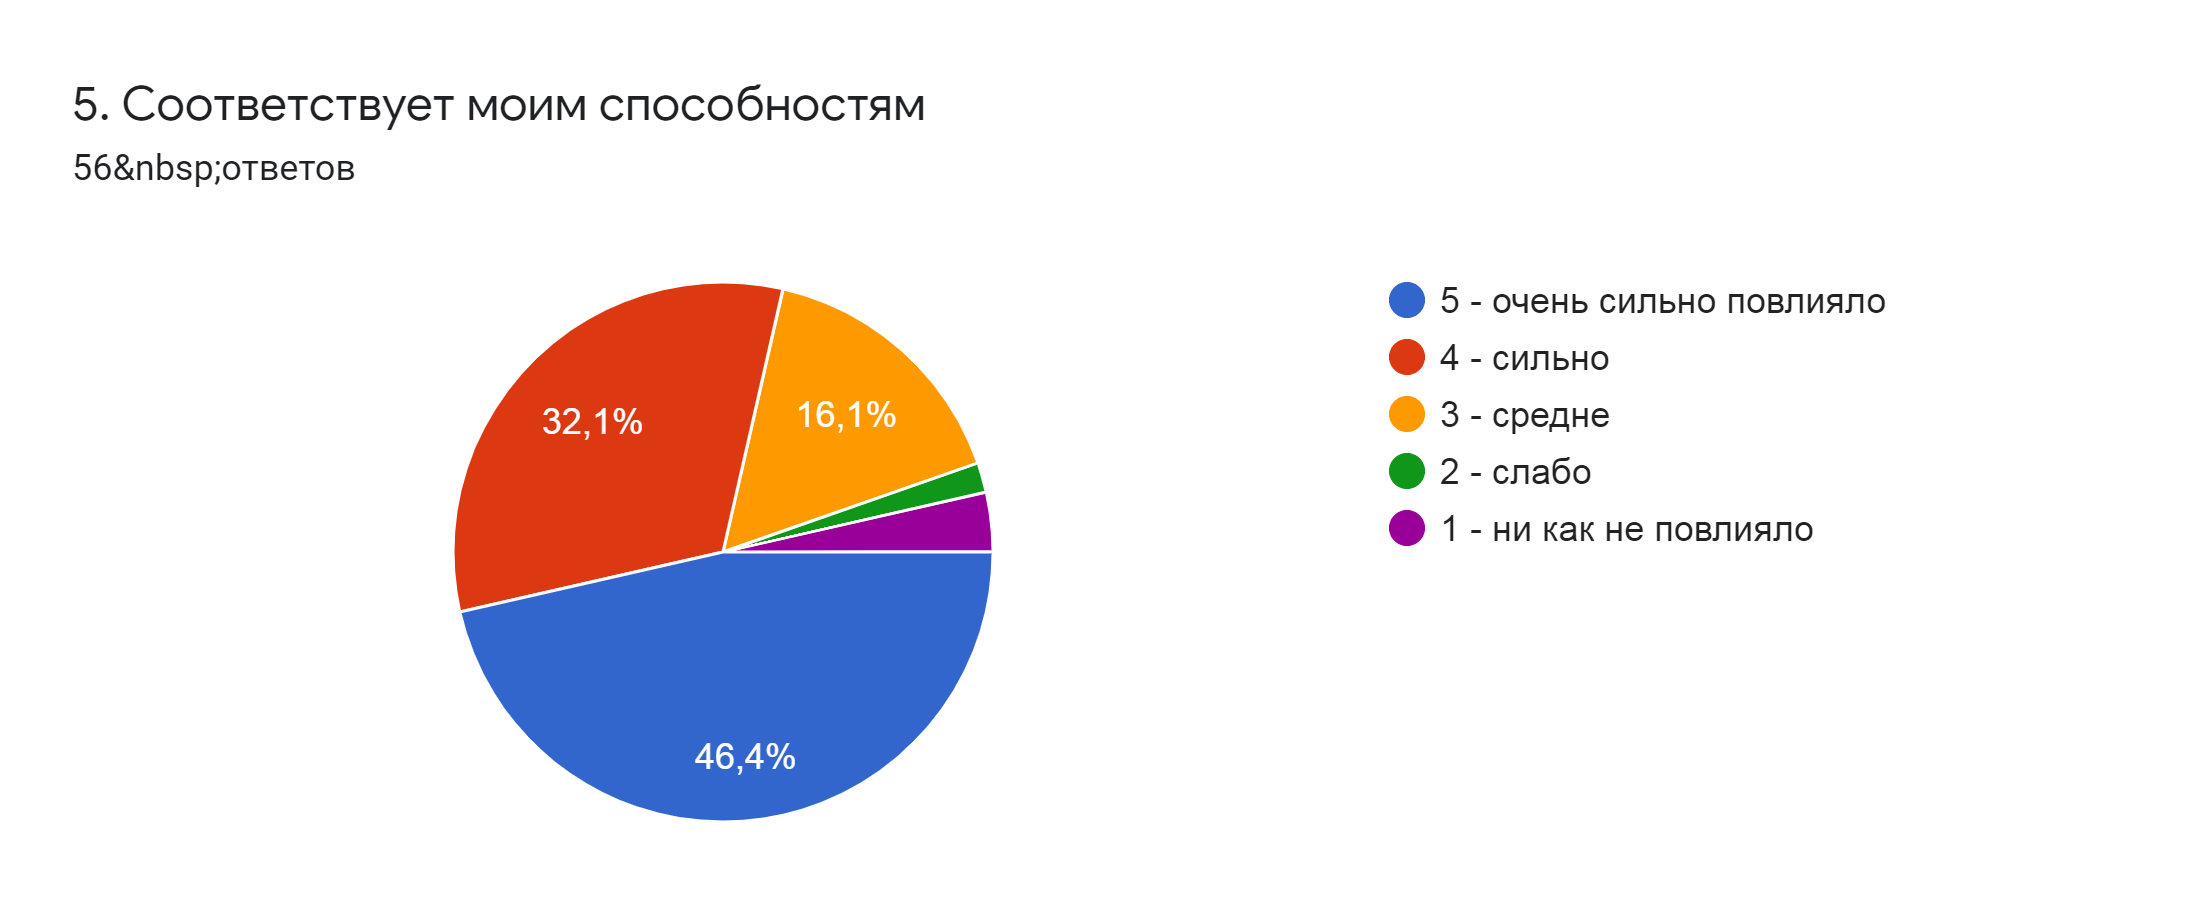 5. Соответствует моим способностям
56&nbsp;ответов
32,1%
16,1%
46,4%
5 - очень сильно повлияло
4 - сильно
3 - средне
2 - слабо
1 - ни как не повлияло